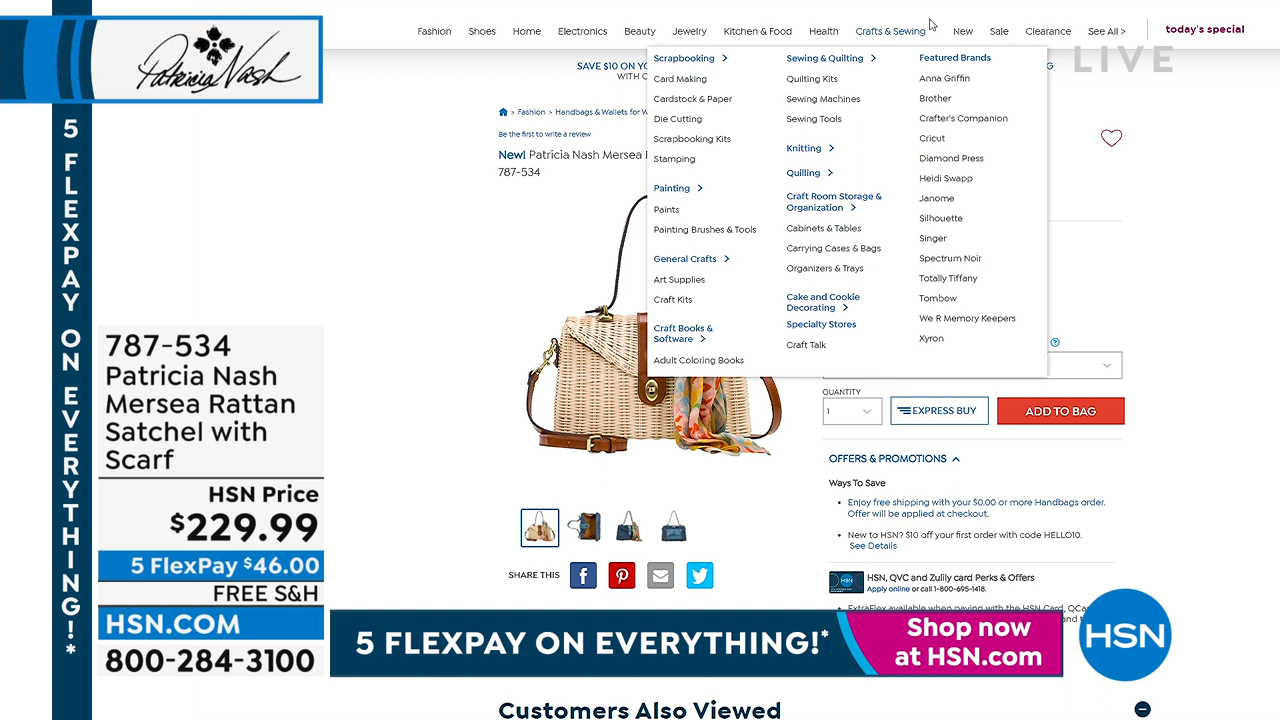 Patricia Nash
5 FLEXPAY ON EVERYTHING!*
787-534
Patricia Nash
Mersea Rattan
Satchel with
Scarf
HSN Price
$229.99
5 FlexPay $46.00
FREE S&H
HSN.COM
800-284-3100
Fashion Shoes Home Electronics Beauty Jewelry Kitchen & Food Health Crafts & Sewing New Sale Clearance See All > today's special
LIVE
SAVE $10 ON
WITH
G
> Fashion > Handbags & Wallets for
Be the first to write a review
New! Patricia Nash Mersea
787-534
Scrapbooking >
Card Making
Cardstock & Paper
Die Cutting
Scrapbooking Kits
Stamping
Painting >
Paints
Painting Brushes & Tools
General Crafts >
Art Supplies
Craft Kits
Craft Books &
Software >
Adult Coloring Books
Sewing & Quilting >
Quilting Kits
Sewing Machines
Sewing Tools
Knitting >
Quilling >
Craft Room Storage &
Organization >
Cabinets & Tables
Carrying Cases & Bags
Organizers & Trays
Cake and Cookie
Decorating >
Specialty Stores
Craft Talk
Featured Brands
Anna Griffin
Brother
Crafter's Companion
Cricut
Diamond Press
Heidi Swapp
Janome
Silhouette
Singer
Spectrum Noir
Totally Tiffany
Tombow
We R Memory Keepers
Xyron
?
QUANTITY
1
EXPRESS BUY
ADD TO BAG
OFFERS & PROMOTIONS
Ways To Save
• Enjoy free shipping with your $0.00 or more Handbags order.
Offer will be applied at checkout.
• New to HSN? $10 off your first order with code HELLO10.
See Details
HSN, QVC and Zulily card Perks & Offers
Apply online or call 1-800-695-1418.
• ExtraFlex available when paying with the HSN Card, QCa
SHARE THIS
5 FLEXPAY ON EVERYTHING!*
Shop now
at HSN.com
HSN
Customers Also Viewed